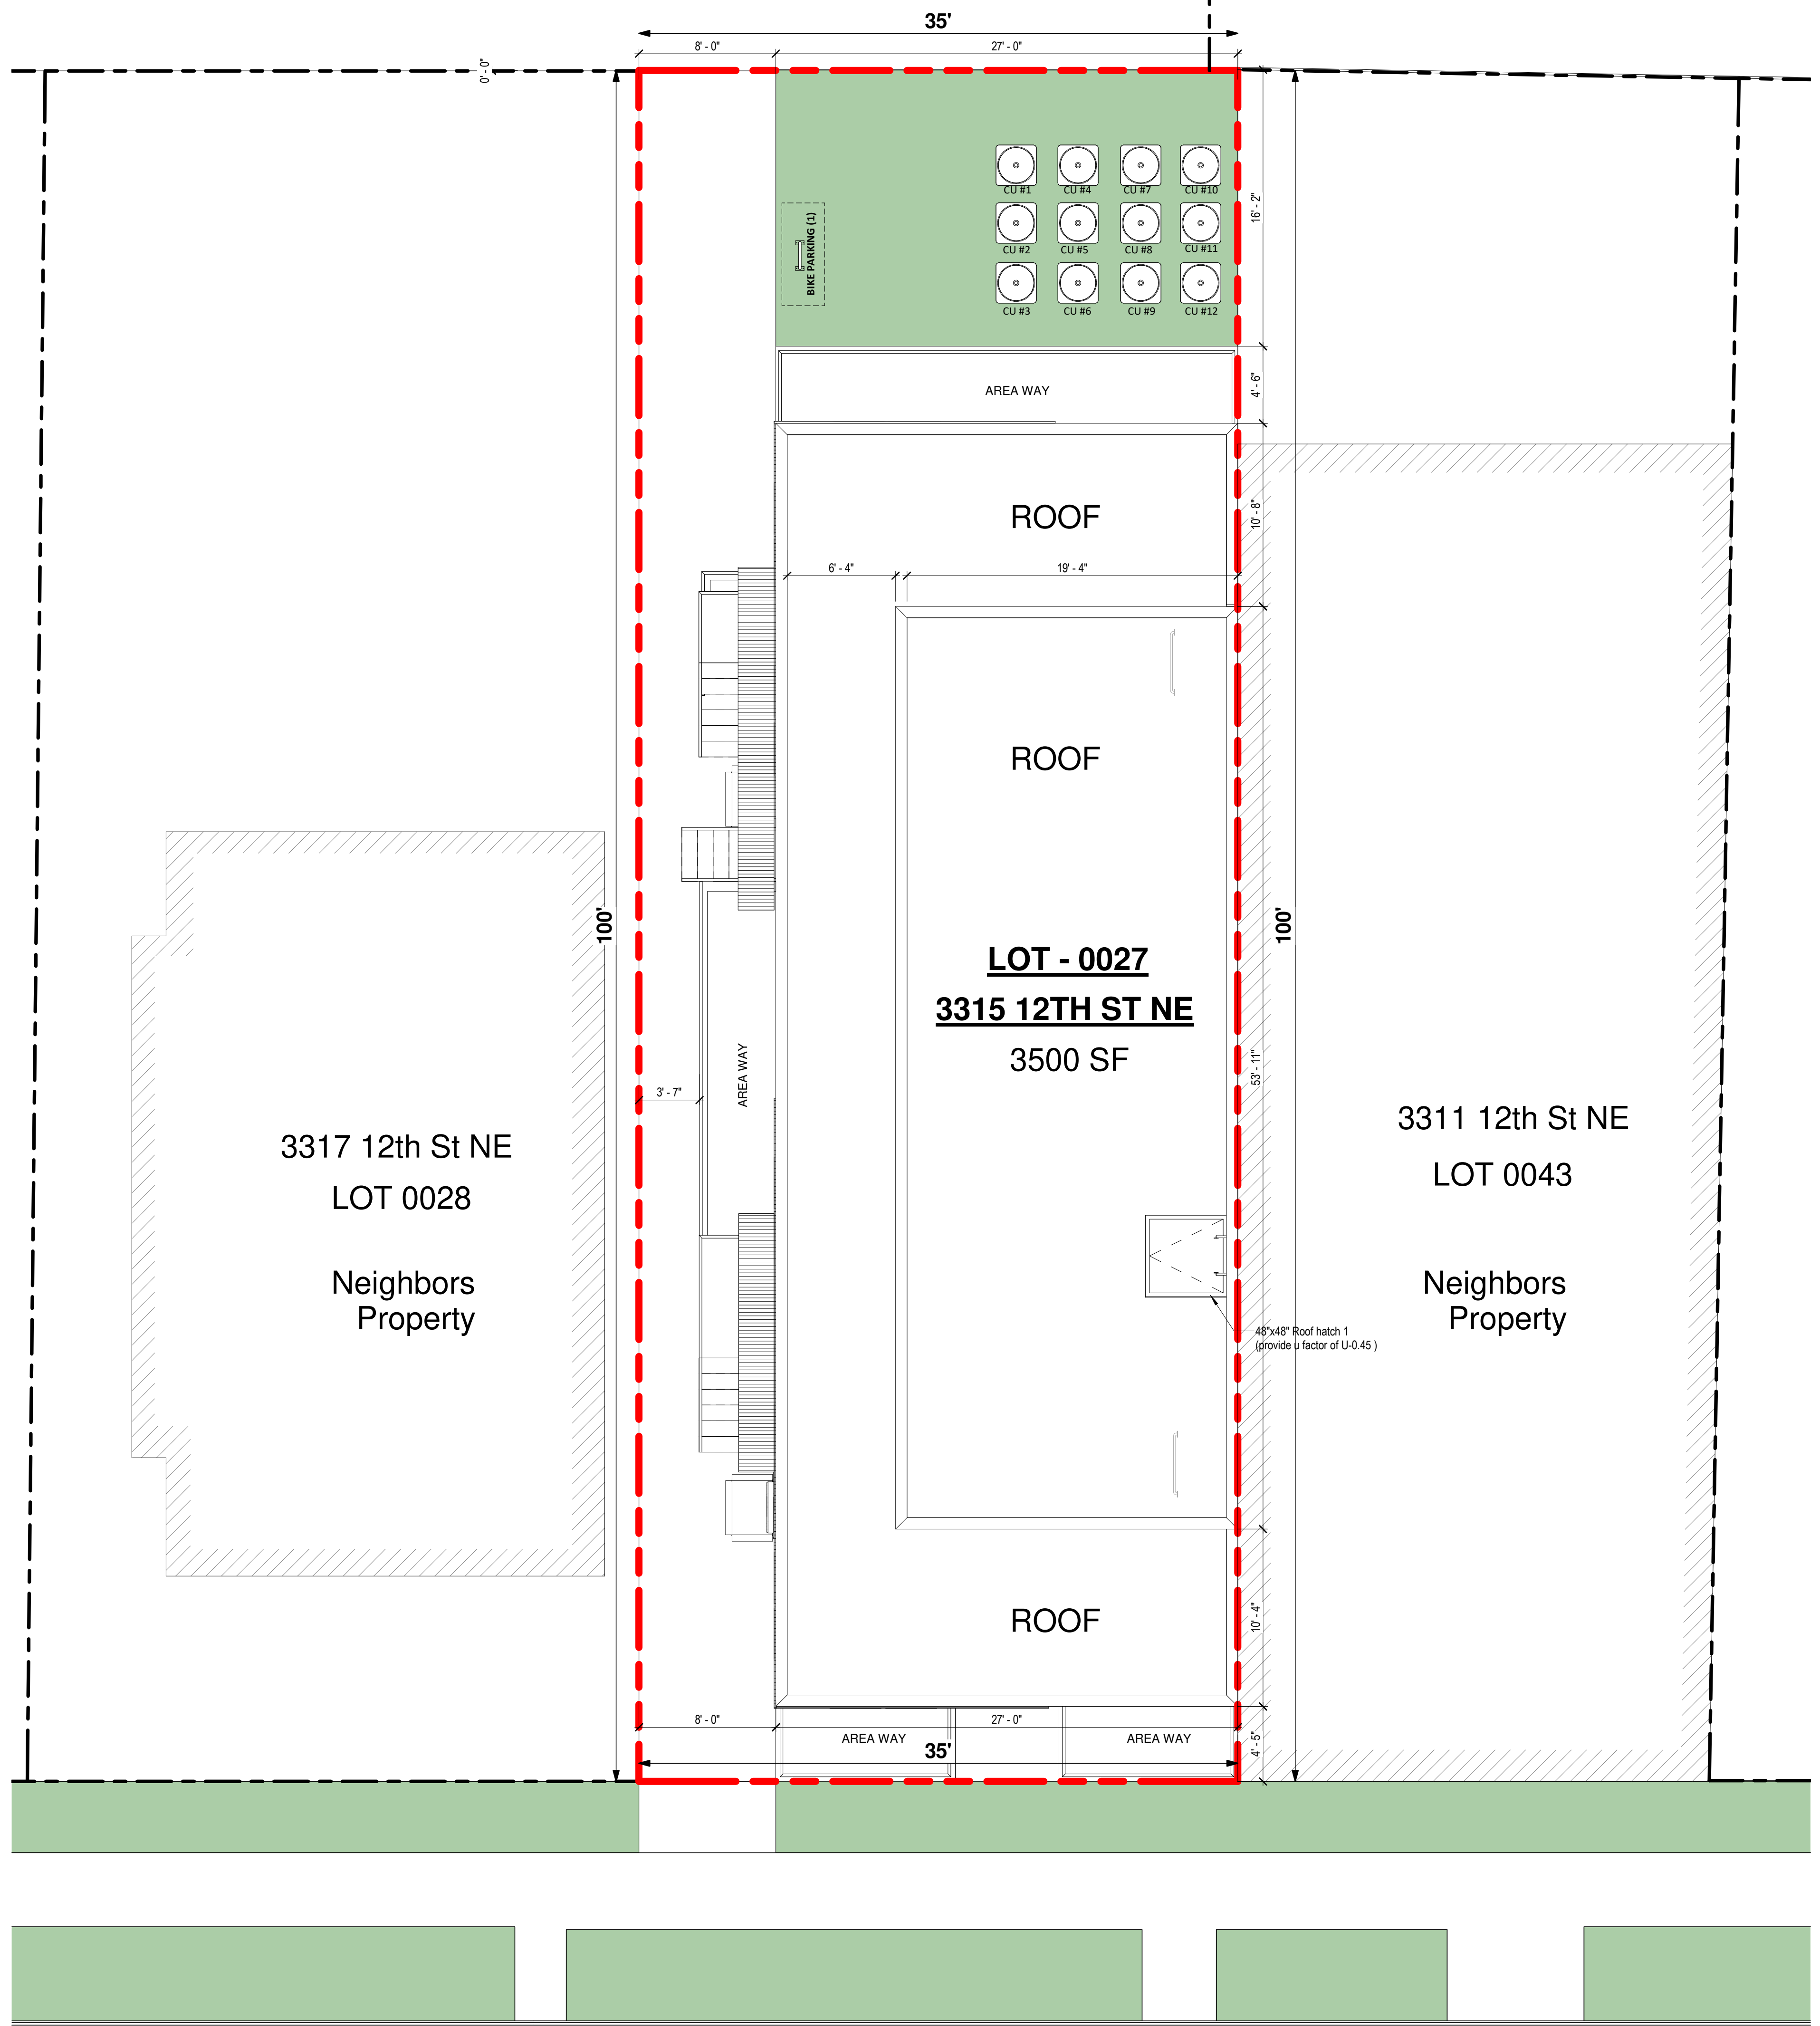 35'
8' - 0"
27' - 0"
0' - 0"
CU #1
CU #4
CU #7
CU #10
16' - 2"
BIKE PARKING (1)
CU #2
CU #5
CU #8
CU #11
CU #3
CU #6
CU #9
CU #12
4' - 6"
AREA WAY
ROOF
10' - 8"
6' - 4"
19' - 4"
ROOF
100'
100'
LOT - 0027
3315 12TH ST NE
3500 SF
53' - 11"
AREA WAY
3' - 7"
3317 12th St NE
LOT 0028
Neighbors
Property
3311 12th St NE
LOT 0043
Neighbors
Property
48"x48" Roof hatch 1
(provide u factor of U-0.45 )
ROOF
10' - 4"
8' - 0"
27' - 0"
AREA WAY
35'
AREA WAY
4' - 5"